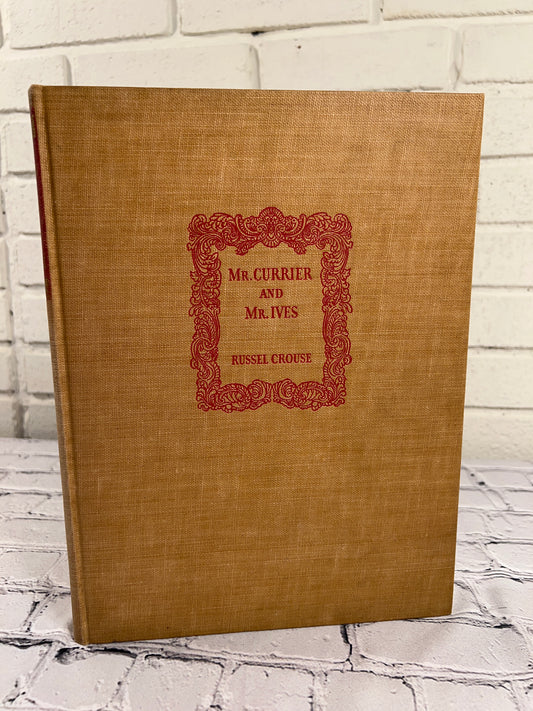 MR. CURRIER
AND
MR. IVES
RUSSEL CROUSE